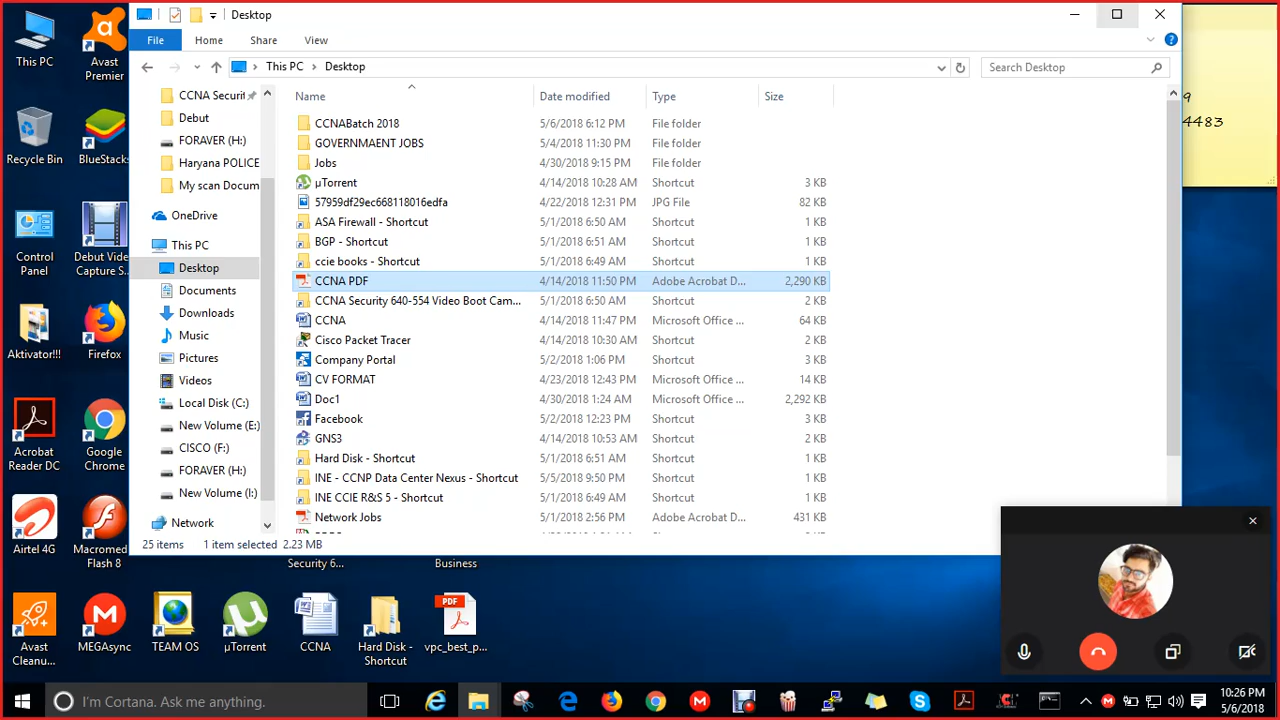 Desktop
File
Home
Share
View
This PC
Desktop
Search Desktop
Name
Date modified
Type
Size
CCNABatch 2018 5/6/2018 6:12 PM File folder
GOVERNMAENT JOBS 5/4/2018 11:30 PM File folder
Jobs 4/30/2018 9:15 PM File folder
µTorrent 4/14/2018 10:28 AM Shortcut 3 KB
57959df29ec668118016edfa 4/22/2018 12:31 PM JPG File 82 KB
ASA Firewall - Shortcut 5/1/2018 6:50 AM Shortcut 1 KB
BGP - Shortcut 5/1/2018 6:51 AM Shortcut 1 KB
ccie books - Shortcut 5/1/2018 6:49 AM Shortcut 1 KB
CCNA PDF 4/14/2018 11:50 PM Adobe Acrobat D... 2,290 KB
CCNA Security 640-554 Video Boot Cam... 5/1/2018 6:50 AM Shortcut 2 KB
CCNA 4/14/2018 11:47 PM Microsoft Office ... 64 KB
Cisco Packet Tracer 4/14/2018 10:30 AM Shortcut 2 KB
Company Portal 5/2/2018 1:06 PM Shortcut 3 KB
CV FORMAT 4/23/2018 12:43 PM Microsoft Office ... 14 KB
Doc1 4/30/2018 1:24 AM Microsoft Office ... 2,292 KB
Facebook 5/2/2018 12:23 PM Shortcut 3 KB
GNS3 4/14/2018 10:53 AM Shortcut 2 KB
Hard Disk - Shortcut 5/1/2018 6:51 AM Shortcut 1 KB
INE - CCNP Data Center Nexus - Shortcut 5/5/2018 9:50 PM Shortcut 1 KB
INE CCIE R&S 5 - Shortcut 5/1/2018 6:49 AM Shortcut 1 KB
Network Jobs 5/1/2018 2:56 PM Adobe Acrobat D... 431 KB
CCNA Securit
Debut
FORAVER (H:)
Haryana POLICE
My scan Docum
OneDrive
This PC
Desktop
Documents
Downloads
Music
Pictures
Videos
Local Disk (C:)
New Volume (E:)
CISCO (F:)
FORAVER (H:)
New Volume (I:)
Network
25 items 1 item selected 2.23 MB
This PC
Avast
Premier
Recycle Bin
BlueStacks
Control
Panel
Debut Video
Capture S...
Aktivator!!!
Firefox
Acrobat
Reader DC
Google
Chrome
Airtel 4G
Macromed
Flash 8
Security 6...
Business
Avast
Cleanu...
MEGAsync
TEAM OS
µTorrent
CCNA
Hard Disk -
Shortcut
PDF
vpc_best_p...
9
4483
I'm Cortana. Ask me anything.
10:26 PM
5/6/2018